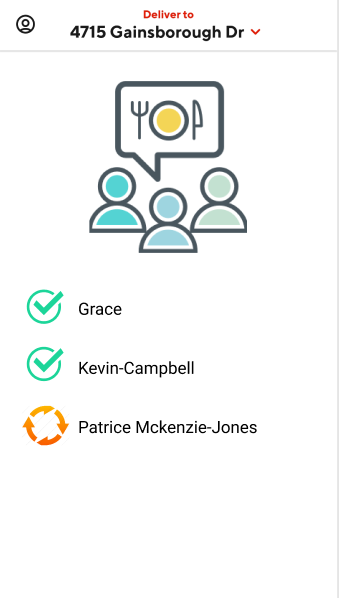 Deliver to
4715 Gainsborough Dr
Grace
Kevin-Campbell
Patrice Mckenzie-Jones